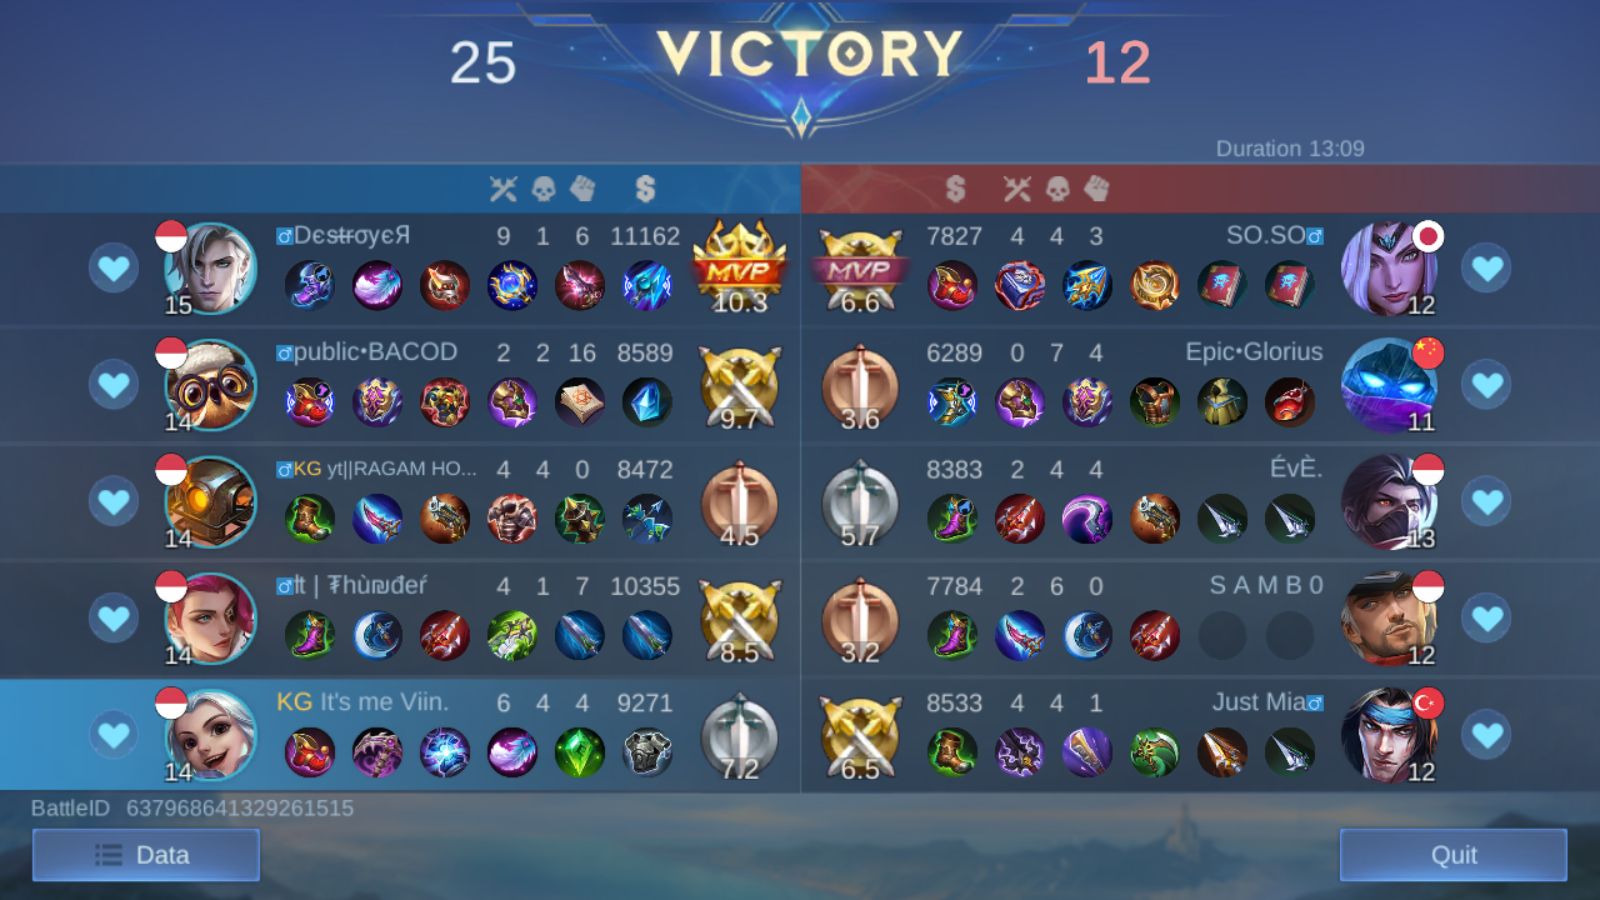 25 VICTORY 12
Duration 13:09
DєsŧrσyєЯ 9 1 6 11162
15 MVP 10.3
MVP 6.6 7827 4 4 3 SO.SO
12
public•BACOD 2 2 16 8589
14 9.7
3.6 6289 0 7 4 Epic•Glorius
11
KG yt||RAGAM HO... 4 4 0 8472
14 4.5
5.7 8383 2 4 4 ÉvÈ.
13
4 1 7 10355
14 8.5
3.2 7784 2 6 0 S A M B 0
12
KG It's me Viin. 6 4 4 9271
14 7.2
6.5 8533 4 4 1 Just Mia
12
BattleID 637968641329261515
Data
Quit